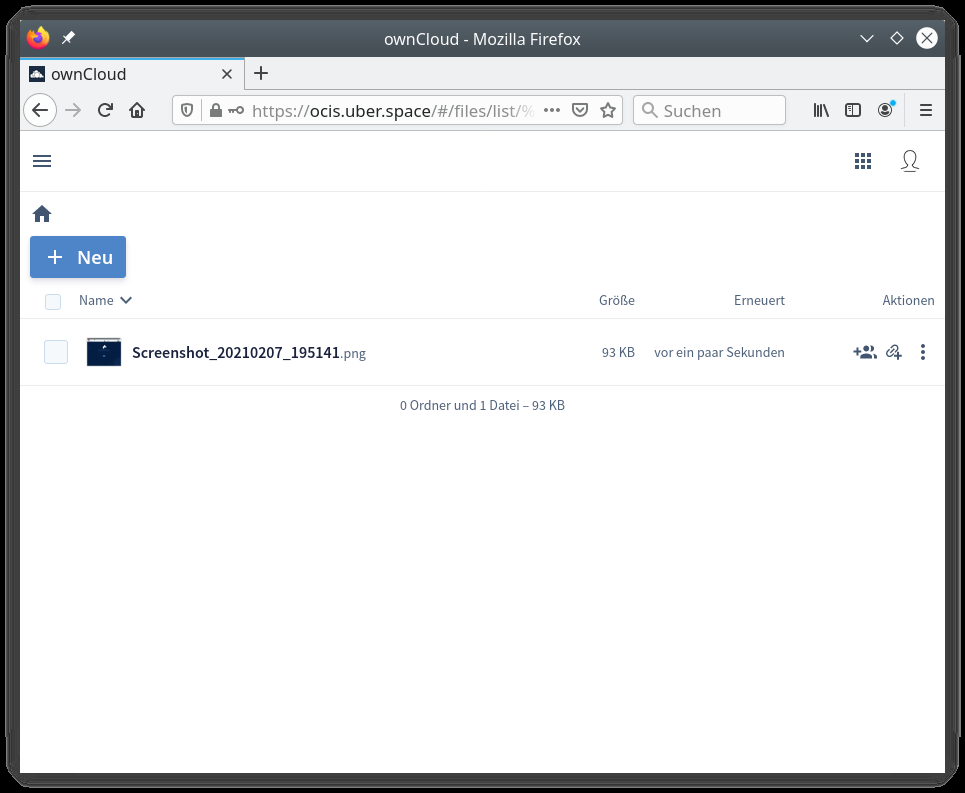 ownCloud - Mozilla Firefox
ownCloud
https://ocis.uber.space/#/files/list/% Suchen
Neu
Name Größe Erneuert Aktionen
Screenshot_20210207_195141.png 93 KB vor ein paar Sekunden
0 Ordner und 1 Datei – 93 KB